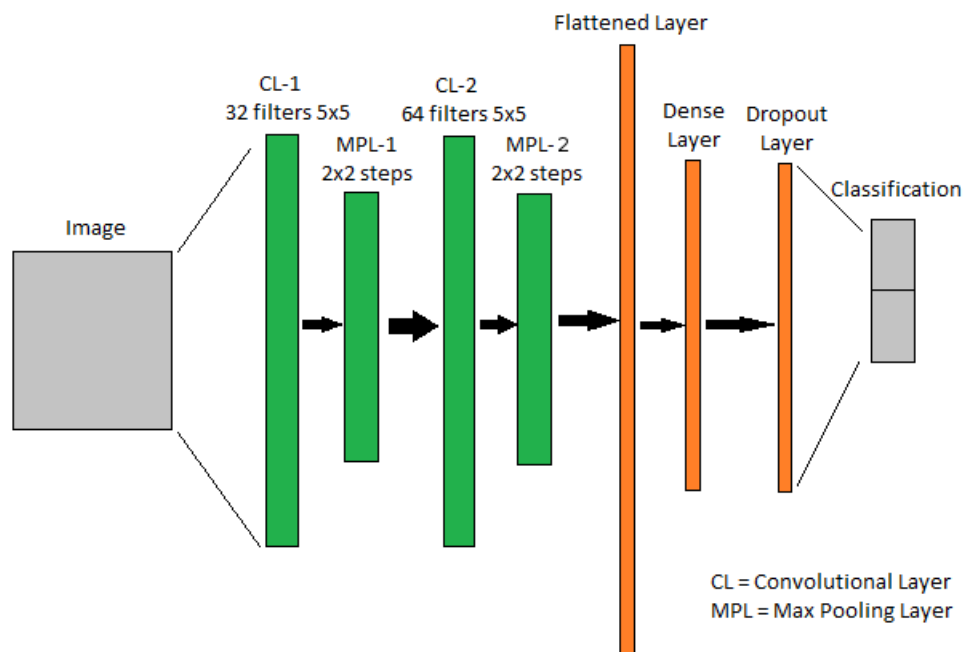 Flattened Layer
CL-1
32 filters 5x5
CL-2
64 filters 5x5
MPL-1
2x2 steps
MPL-2
2x2 steps
Dense
Layer
Dropout
Layer
Classification
Image
CL = Convolutional Layer
MPL = Max Pooling Layer